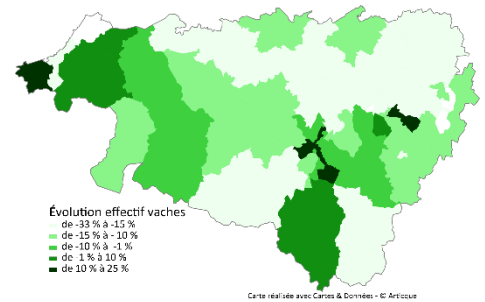 Évolution effectif vaches
de -33 % à -15 %
de -15 % à - 10 %
de -10 % à -1 %
de -1 % à 10 %
de 10 % à 25 %
Carte réalisée avec Cartes & Données - © Articque